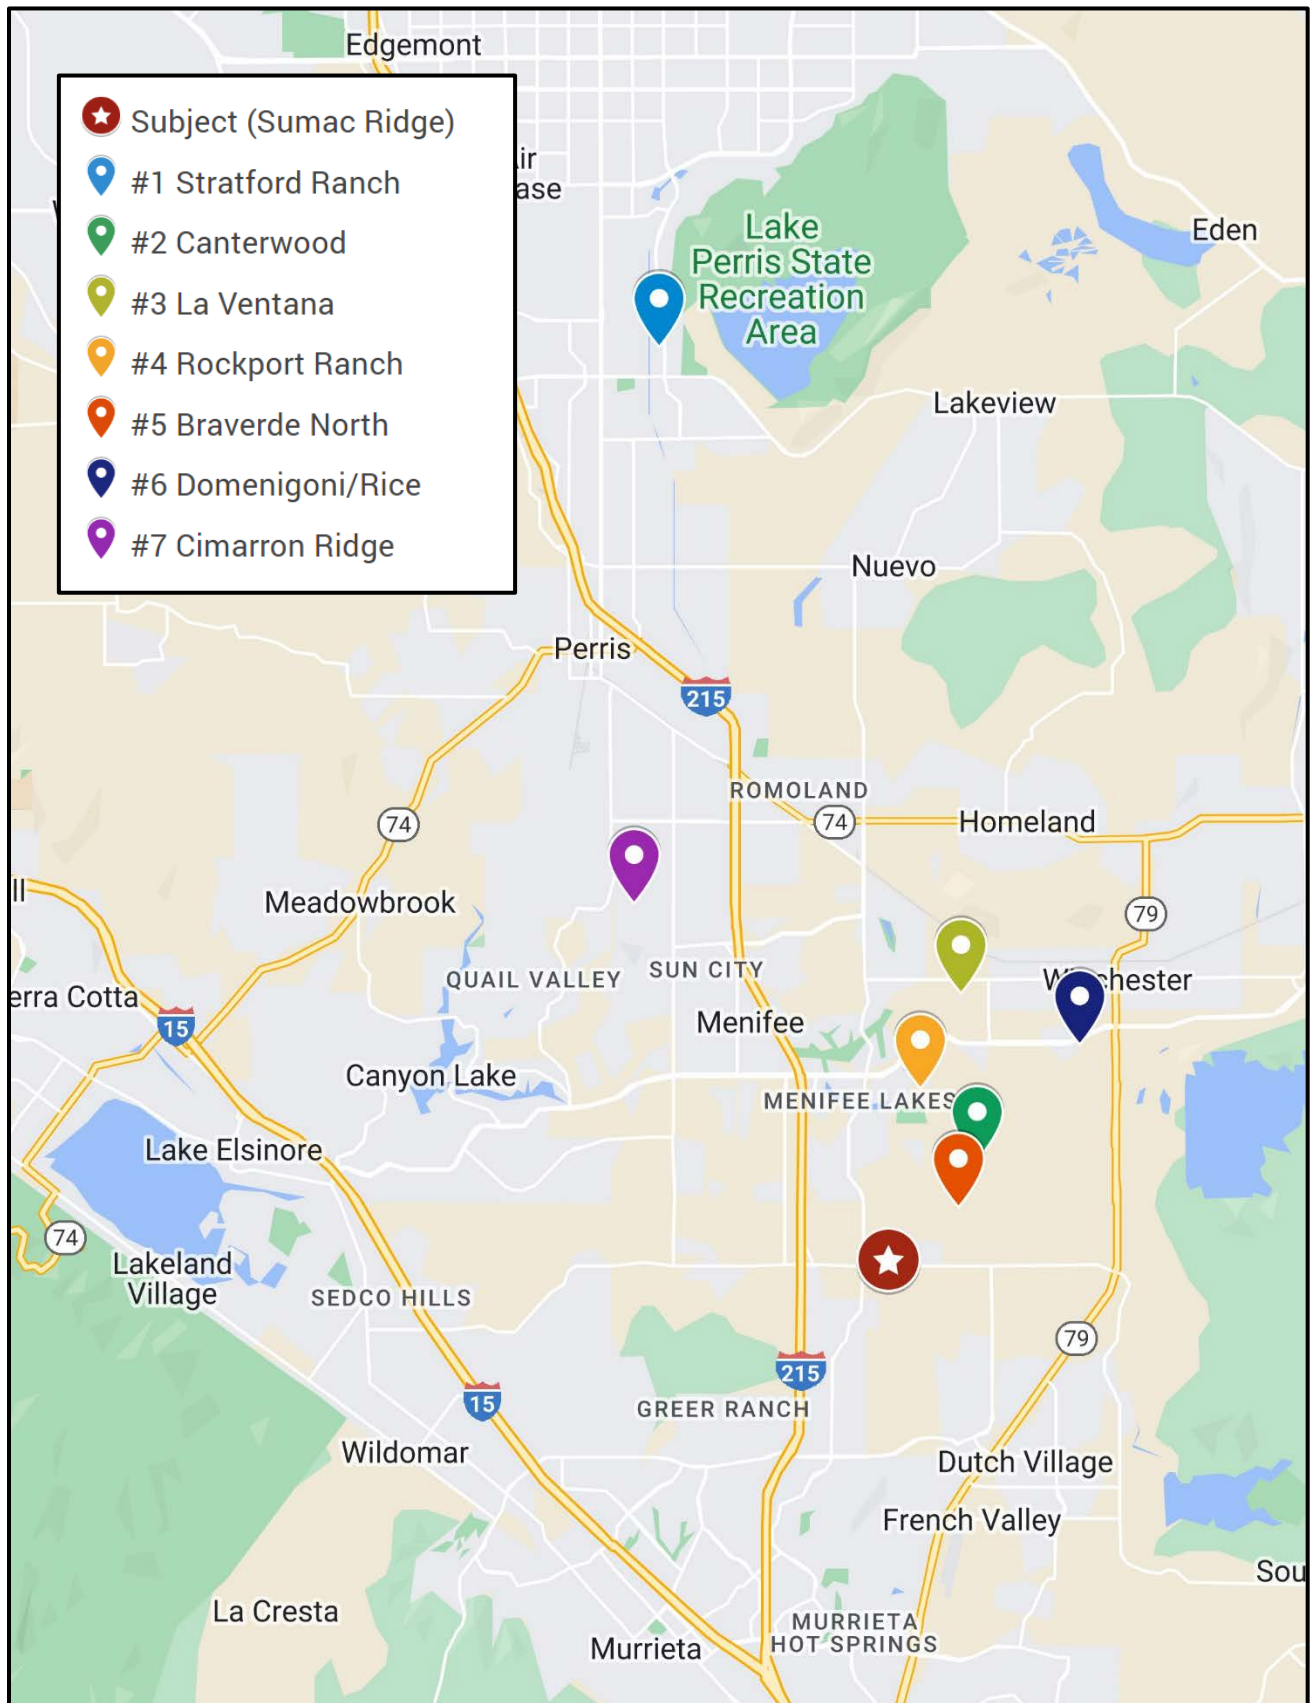 Edgemont
Subject (Sumac Ridge)
#1 Stratford Ranch
#2 Canterwood
#3 La Ventana
#4 Rockport Ranch
#5 Braverde North
#6 Domenigoni/Rice
#7 Cimarron Ridge
Lake
Perris State
Recreation
Area
Eden
Lakeview
Nuevo
Perris
215
ROMOLAND
74
Homeland
74
Meadowbrook
79
QUAIL VALLEY
SUN CITY
erra Cotta
15
Menifee
Canyon Lake
MENIFEE LAKES
Lake Elsinore
74
Lakeland
Village
SEDCO HILLS
79
215
15
GREER RANCH
Wildomar
Dutch Village
French Valley
Sou
La Cresta
Murrieta
MURRIETA
HOT SPRINGS